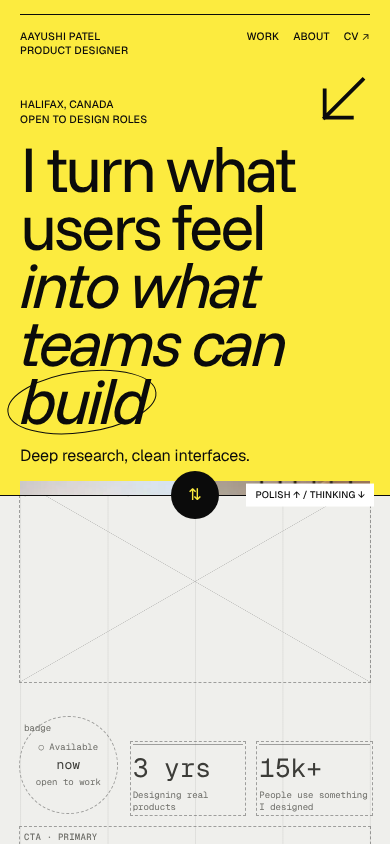 AAYUSHI PATEL
PRODUCT DESIGNER
WORK ABOUT CV ↗
HALIFAX, CANADA
OPEN TO DESIGN ROLES
I turn what
users feel
into what
teams can
build
Deep research, clean interfaces.
POLISH ↑ / THINKING ↓
badge
○ Available
now
open to work
3 yrs
Designing real
products
15k+
People use something
I designed
CTA · PRIMARY